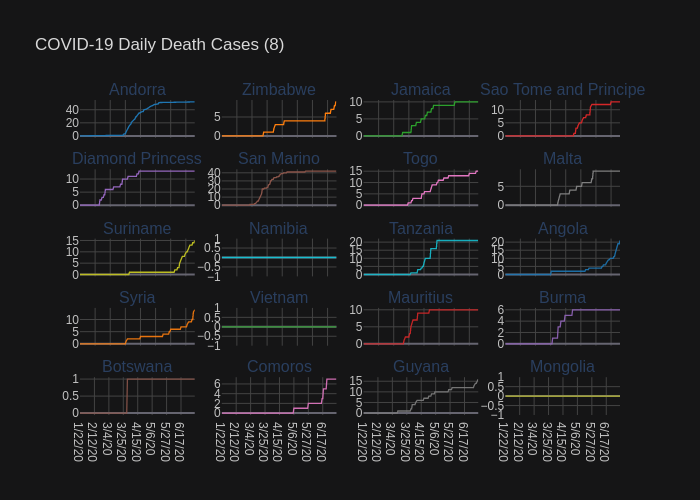 COVID-19 Daily Death Cases (8)
Andorra Zimbabwe Jamaica Sao Tome and Principe
40 20 0
5 0
10 5 0
10 5 0
Diamond Princess San Marino Togo Malta
10 5 0
40 30 20 10 0
15 10 5 0
5 0
Suriname Namibia Tanzania Angola
15 10 5 0
1 0.5 0 −0.5 −1
20 15 10 5 0
20 15 10 5 0
Syria Vietnam Mauritius Burma
10 5 0
1 0.5 0 −0.5 −1
10 5 0
6 4 2 0
Botswana Comoros Guyana Mongolia
1 0.5 0
6 4 2 0
15 10 5 0
1 0.5 0 −0.5 −1
1/22/20 2/12/20 3/4/20 3/25/20 4/15/20 5/6/20 5/27/20 6/17/20
1/22/20 2/12/20 3/4/20 3/25/20 4/15/20 5/6/20 5/27/20 6/17/20
1/22/20 2/12/20 3/4/20 3/25/20 4/15/20 5/6/20 5/27/20 6/17/20
1/22/20 2/12/20 3/4/20 3/25/20 4/15/20 5/6/20 5/27/20 6/17/20